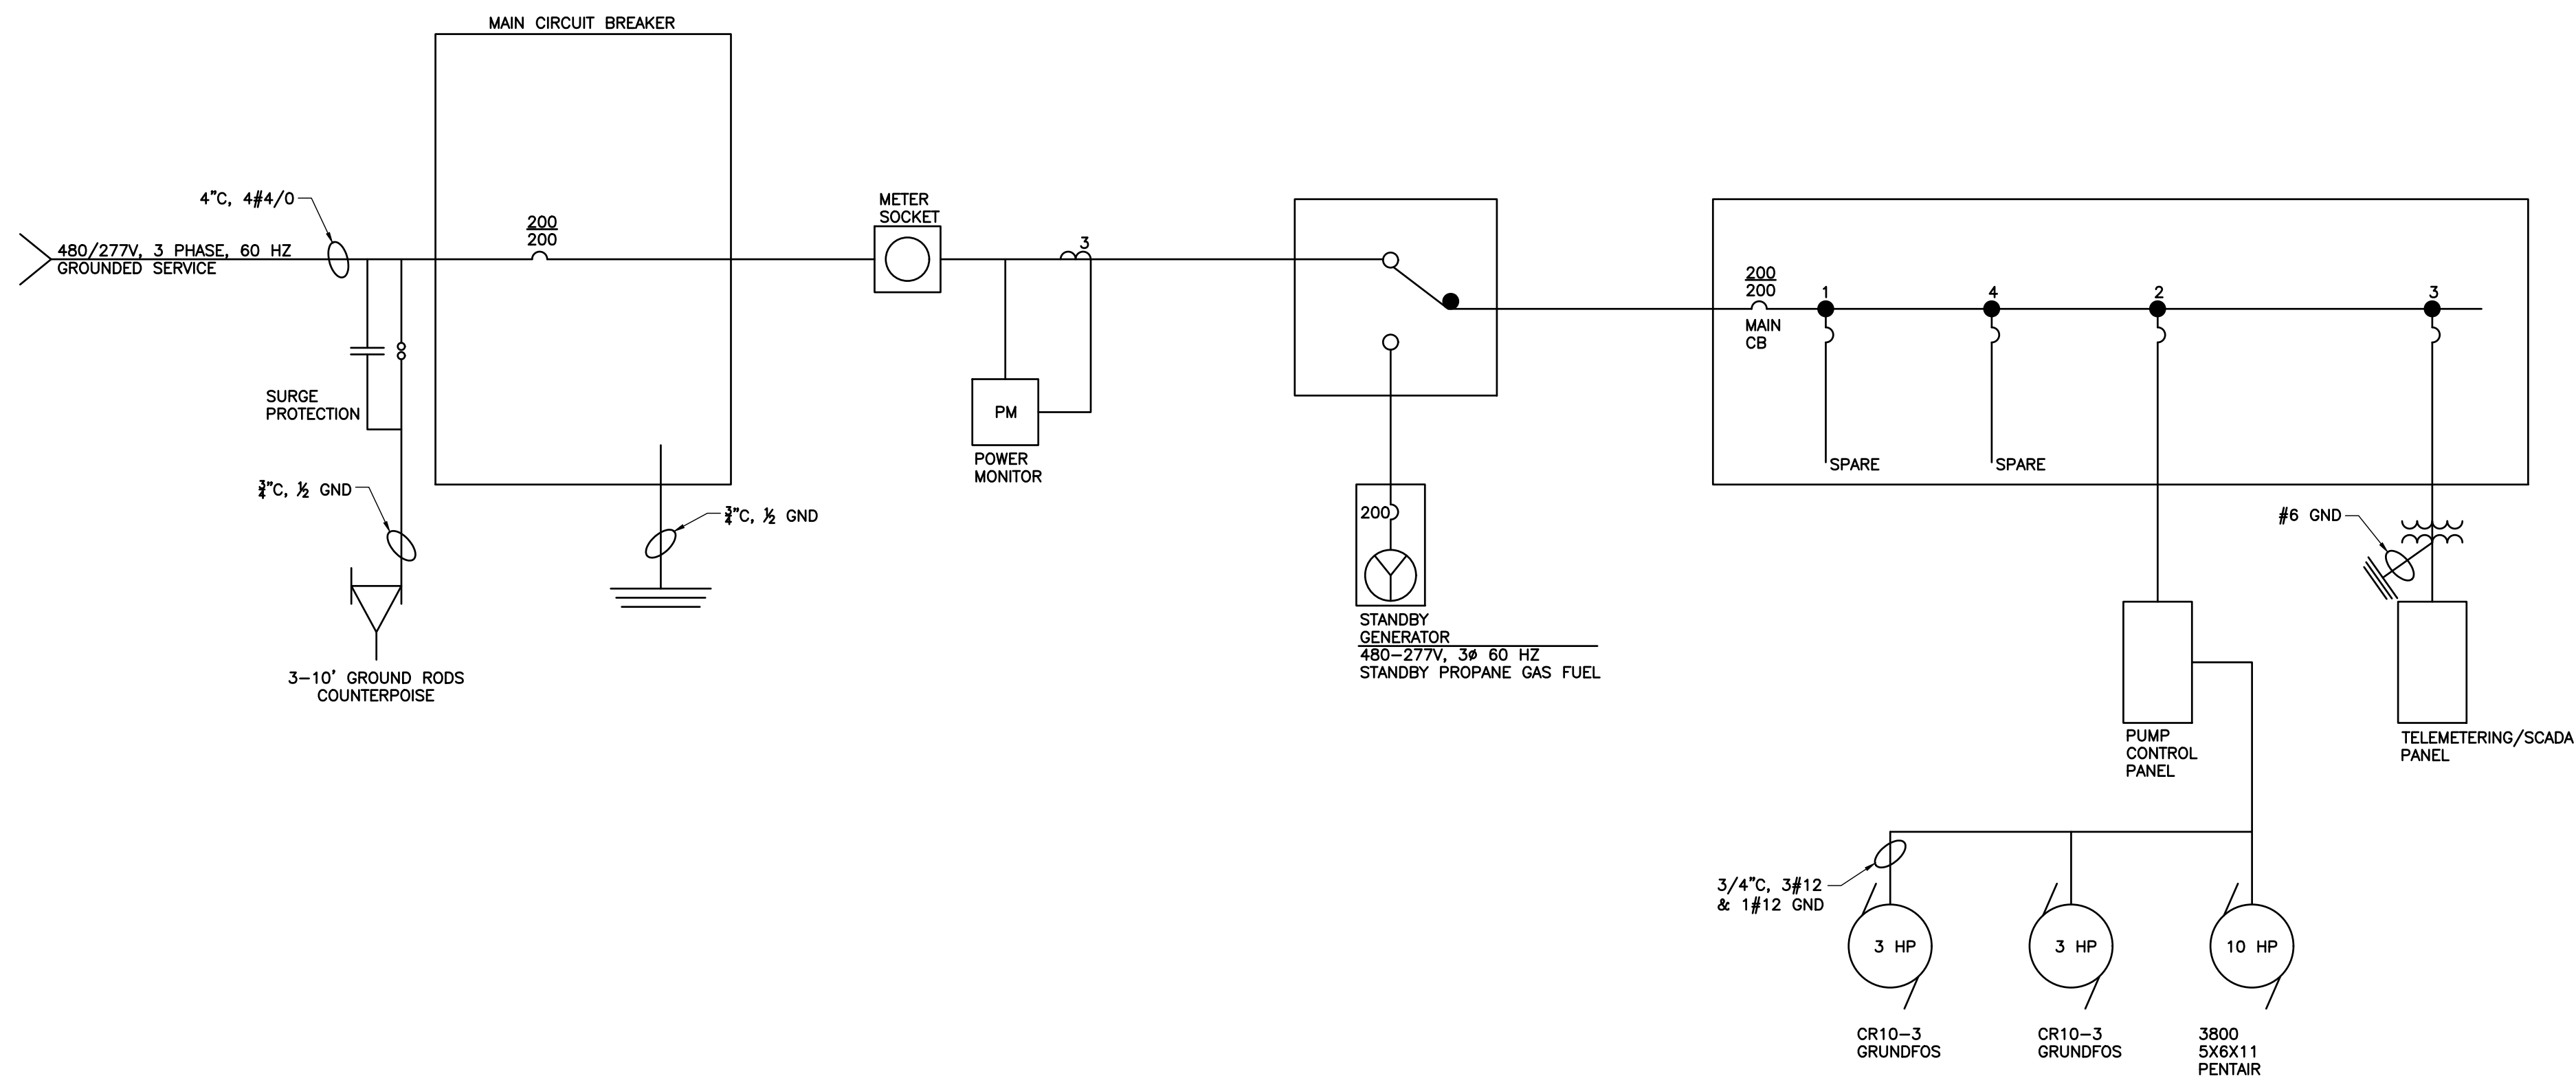 MAIN CIRCUIT BREAKER
4"C, 4#4/0
480/277V, 3 PHASE, 60 HZ
GROUNDED SERVICE
200
200
METER
SOCKET
3
PM
POWER
MONITOR
SURGE
PROTECTION
3/4"C, 1/2 GND
3/4"C, 1/2 GND
3-10' GROUND RODS
COUNTERPOISE
200
STANDBY
GENERATOR
480-277V, 3ø 60 HZ
STANDBY PROPANE GAS FUEL
200
200
MAIN
CB
1
4
2
3
SPARE
SPARE
#6 GND
PUMP
CONTROL
PANEL
TELEMETERING/SCADA
PANEL
3/4"C, 3#12
& 1#12 GND
3 HP
3 HP
10 HP
CR10-3
GRUNDFOS
CR10-3
GRUNDFOS
3800
5X6X11
PENTAIR